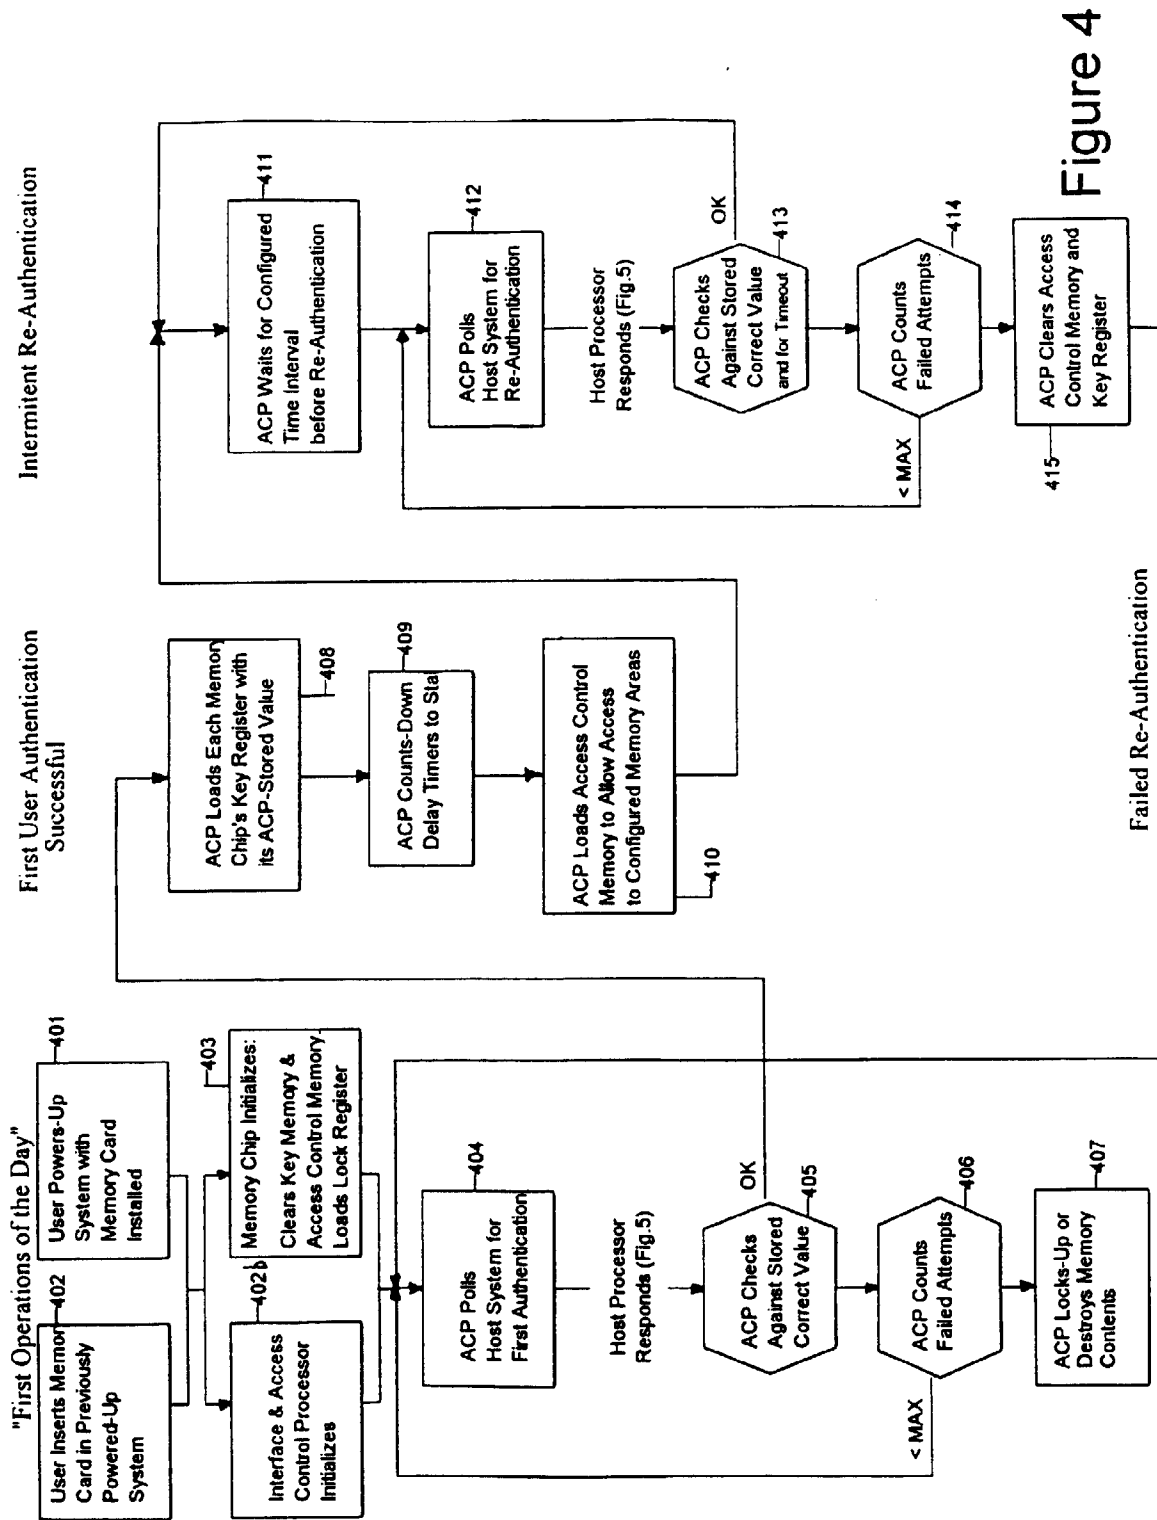 "First Operations of the Day"
User Inserts Memor
Card in Previously
Powered-Up
System
402
User Powers-Up
System with
Memory Card
Installed
401
Interface & Access
Control Processor
Initializes
402b
Memory Chip Initializes:
Clears Key Memory &
Access Control Memory.
Loads Lock Register
403
ACP Polls
Host System for
First Authentication
404
Host Processor
Responds (Fig.5)
ACP Checks
Against Stored
Correct Value
405
OK
ACP Counts
Failed Attempts
406
< MAX
ACP Locks-Up or
Destroys Memory
Contents
407
First User Authentication
Successful
ACP Loads Each Memory
Chip's Key Register with
its ACP-Stored Value
408
ACP Counts-Down
Delay Timers to Sta
409
ACP Loads Access Control
Memory to Allow Access
to Configured Memory Areas
410
Failed Re-Authentication
Intermitent Re-Authentication
ACP Waits for Configured
Time Interval
before Re-Authentication
411
ACP Polls
Host System for
Re-Authentication
412
Host Processor
Responds (Fig.5)
ACP Checks
Against Stored
Correct Value
and for Timeout
413
OK
ACP Counts
Failed Attempts
414
< MAX
ACP Clears Access
Control Memory and
Key Register
415
Figure 4